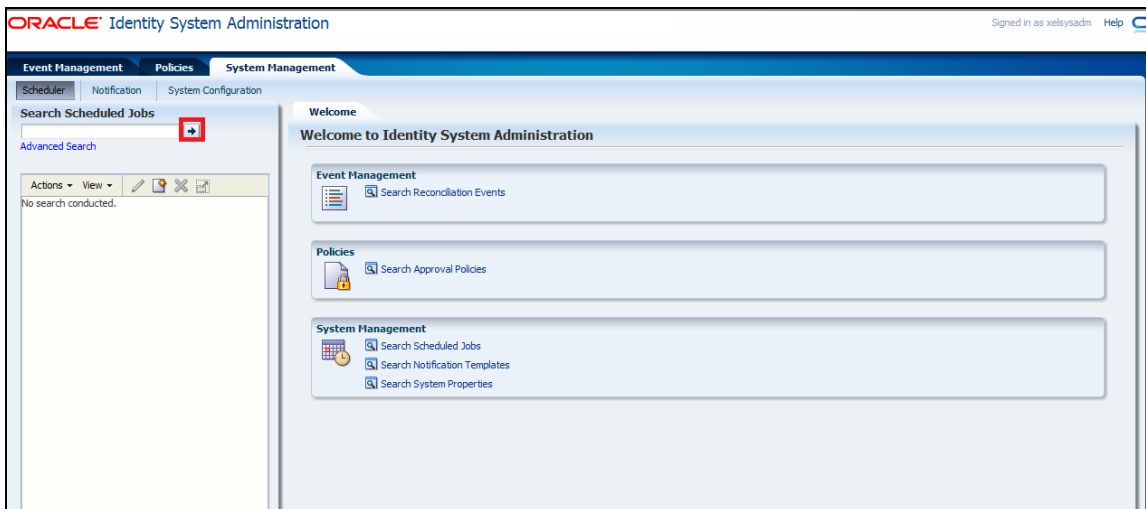 ORACLE Identity System Administration
Signed in as xelsysadm Help
Event Management Policies System Management
Scheduler Notification System Configuration
Search Scheduled Jobs
Advanced Search
Actions View
No search conducted.
Welcome
Welcome to Identity System Administration
Event Management
Search Reconciliation Events
Policies
Search Approval Policies
System Management
Search Scheduled Jobs
Search Notification Templates
Search System Properties